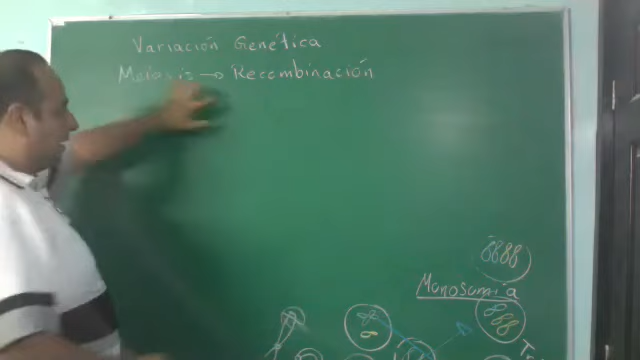 Variación Genética
Meiosis → Recombinación
Monosomía